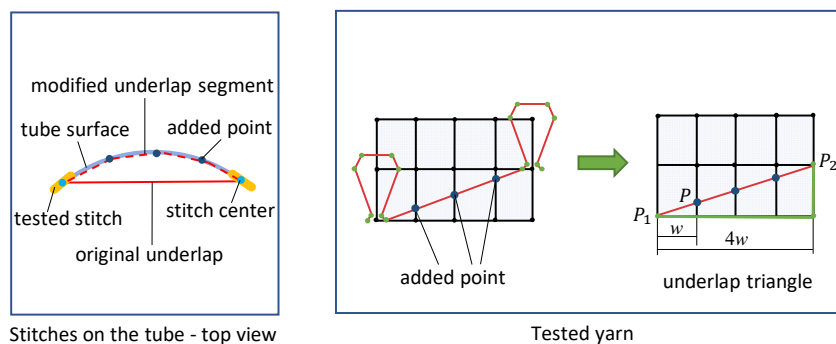 modified underlap segment
tube surface
added point
tested stitch
stitch center
original underlap
Stitches on the tube - top view
added point
P₂
P
P₁
w
4w
underlap triangle
Tested yarn